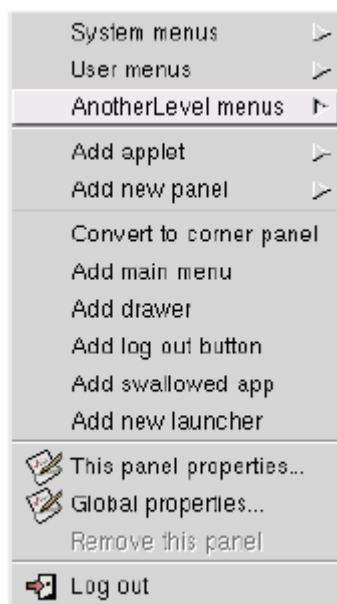 System menus
User menus
AnotherLevel menus
Add applet
Add new panel
Convert to corner panel
Add main menu
Add drawer
Add log out button
Add swallowed app
Add new launcher
This panel properties...
Global properties...
Remove this panel
Log out